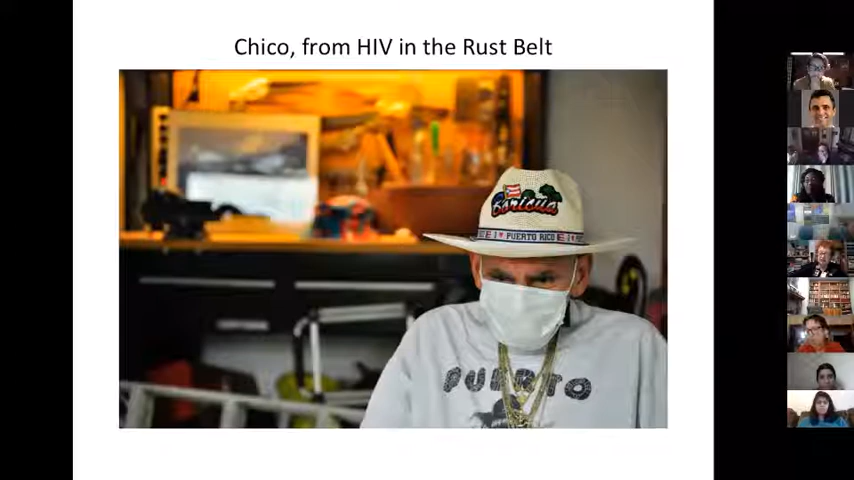 Chico, from HIV in the Rust Belt
Boricua
I ♥ PUERTO RICO
PUERTO